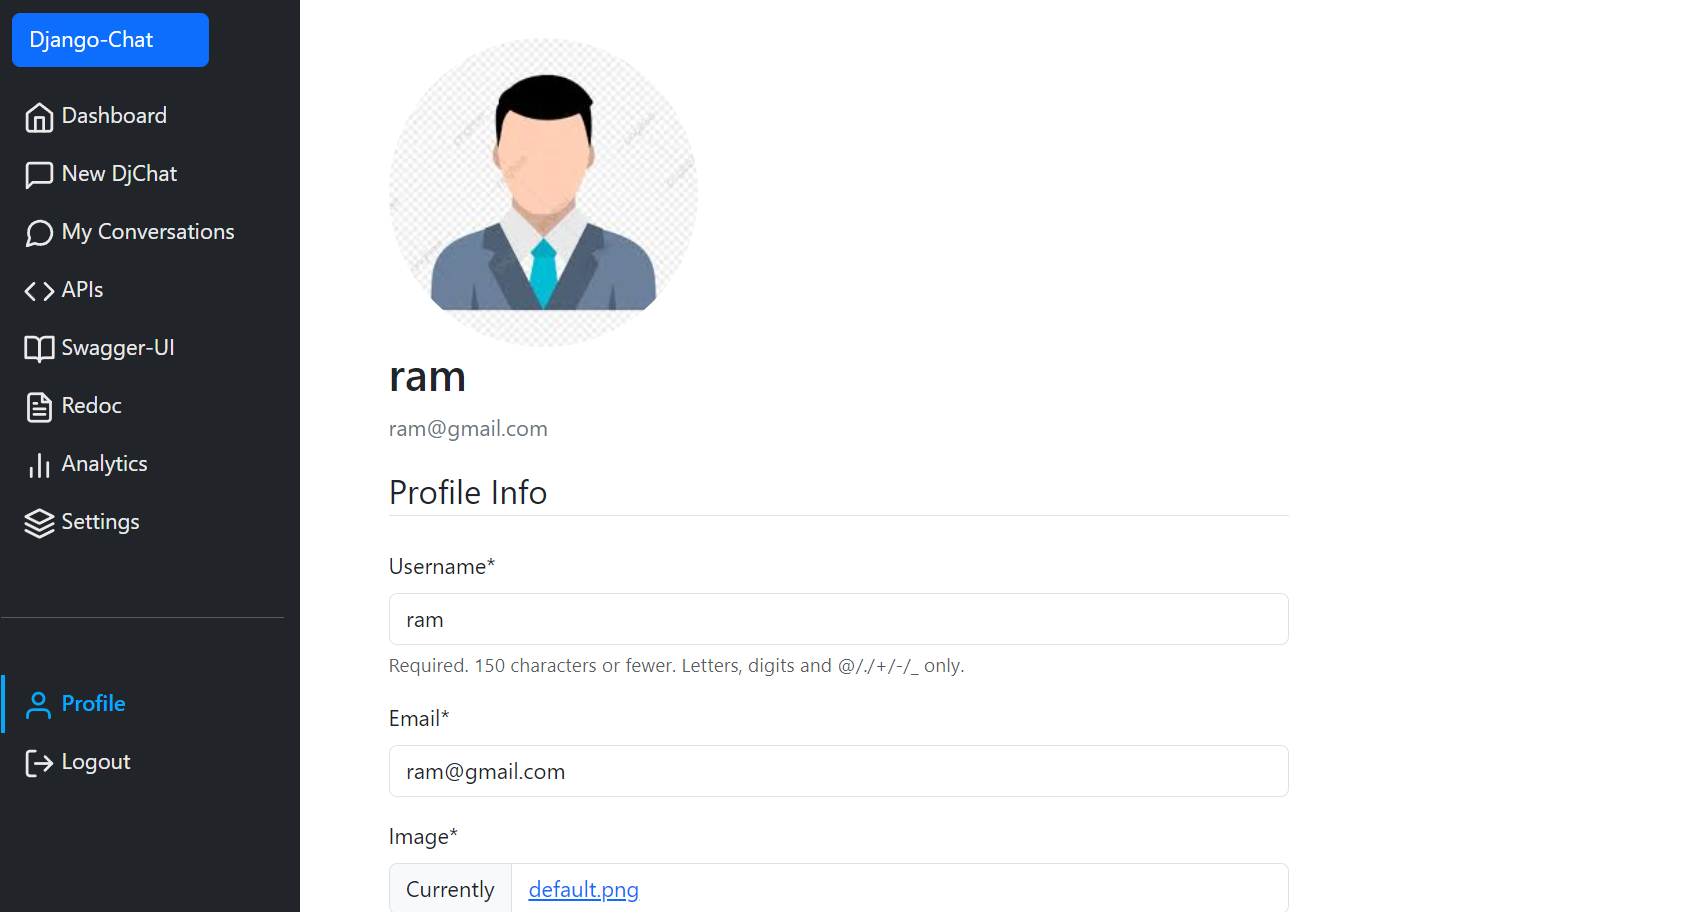 Django-Chat
Dashboard
New DjChat
My Conversations
APIs
Swagger-UI
Redoc
Analytics
Settings
Profile
Logout
ram
ram@gmail.com
Profile Info
Username*
ram
Required. 150 characters or fewer. Letters, digits and @/./+/-/_ only.
Email*
ram@gmail.com
Image*
Currently default.png